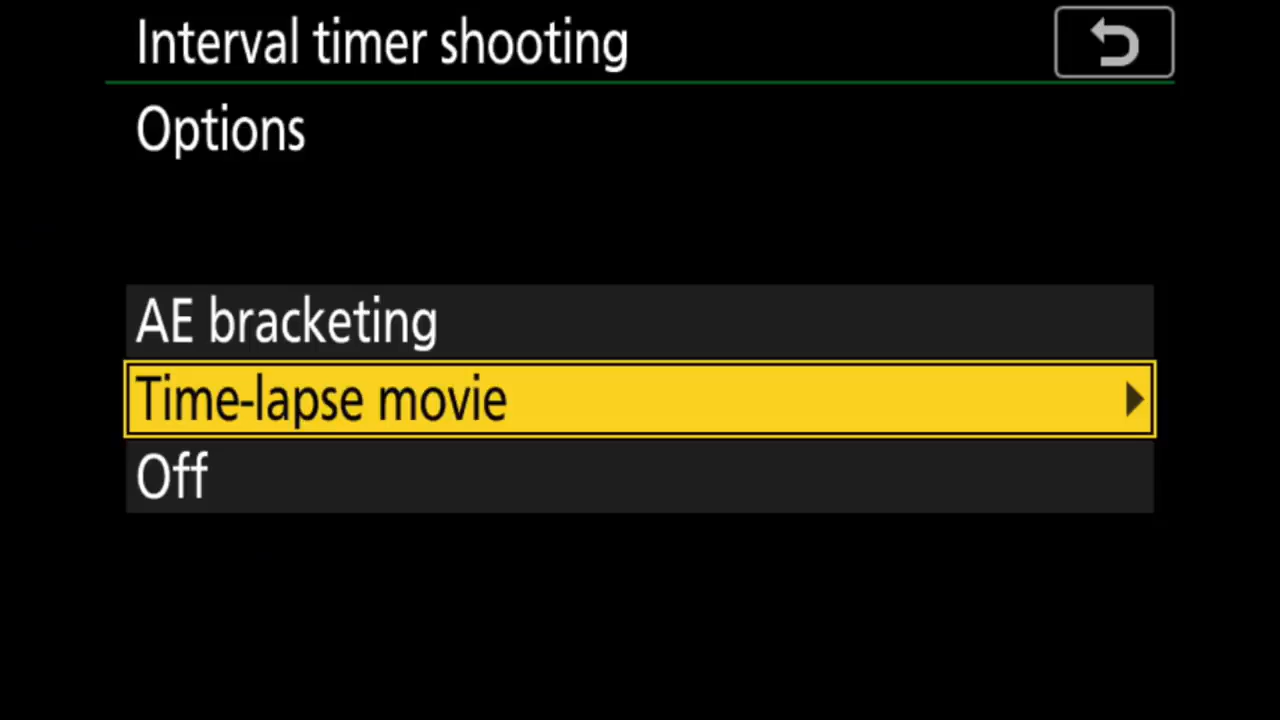 Interval timer shooting
Options
AE bracketing
Time-lapse movie
Off